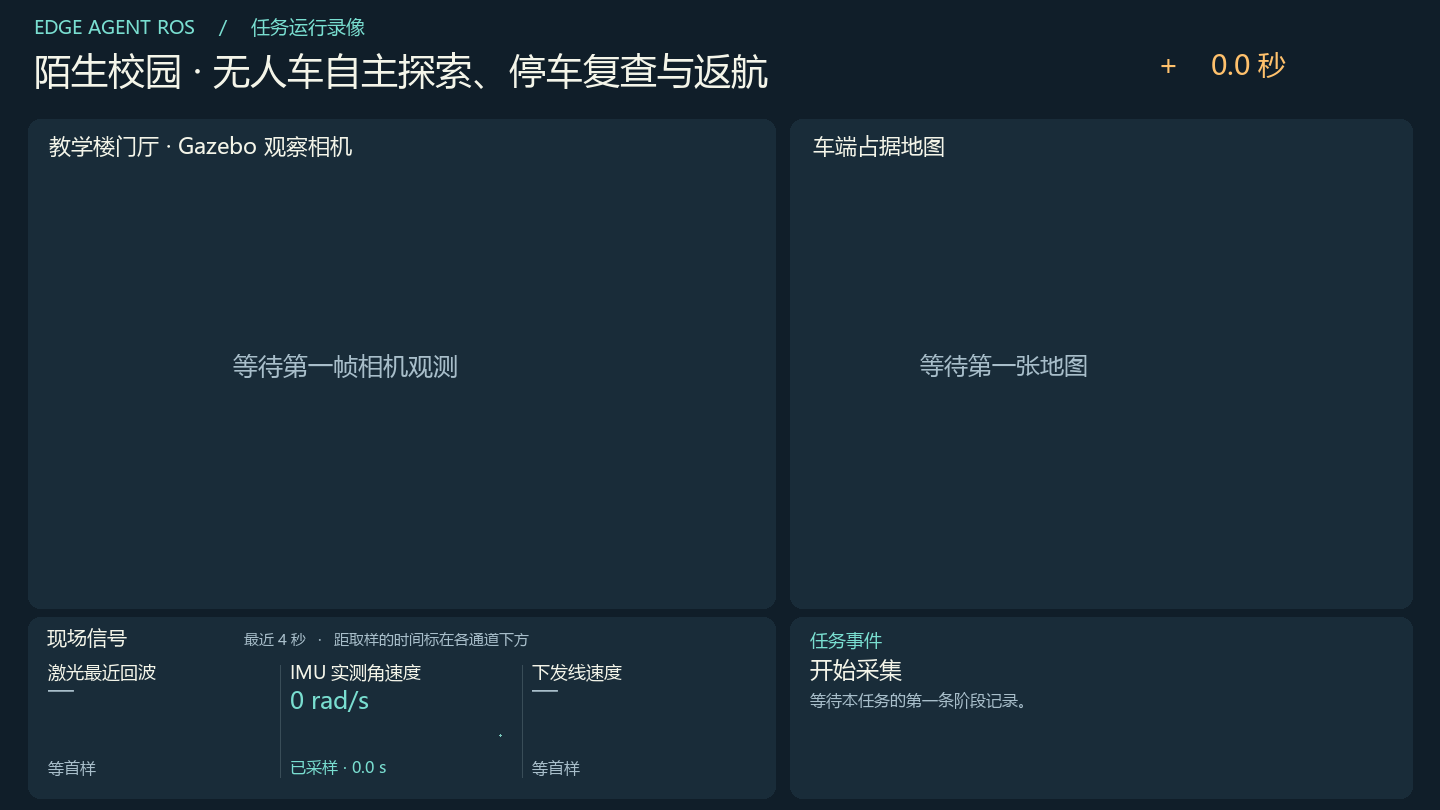 EDGE AGENT ROS / 任务运行录像
陌生校园 · 无人车自主探索、停车复查与返航
+ 0.0 秒
教学楼门厅 · Gazebo 观察相机
等待第一帧相机观测
车端占据地图
等待第一张地图
现场信号
最近 4 秒 · 距取样的时间标在各通道下方
激光最近回波
—
等首样
IMU 实测角速度
0 rad/s
已采样 · 0.0 s
下发线速度
—
等首样
任务事件
开始采集
等待本任务的第一条阶段记录。